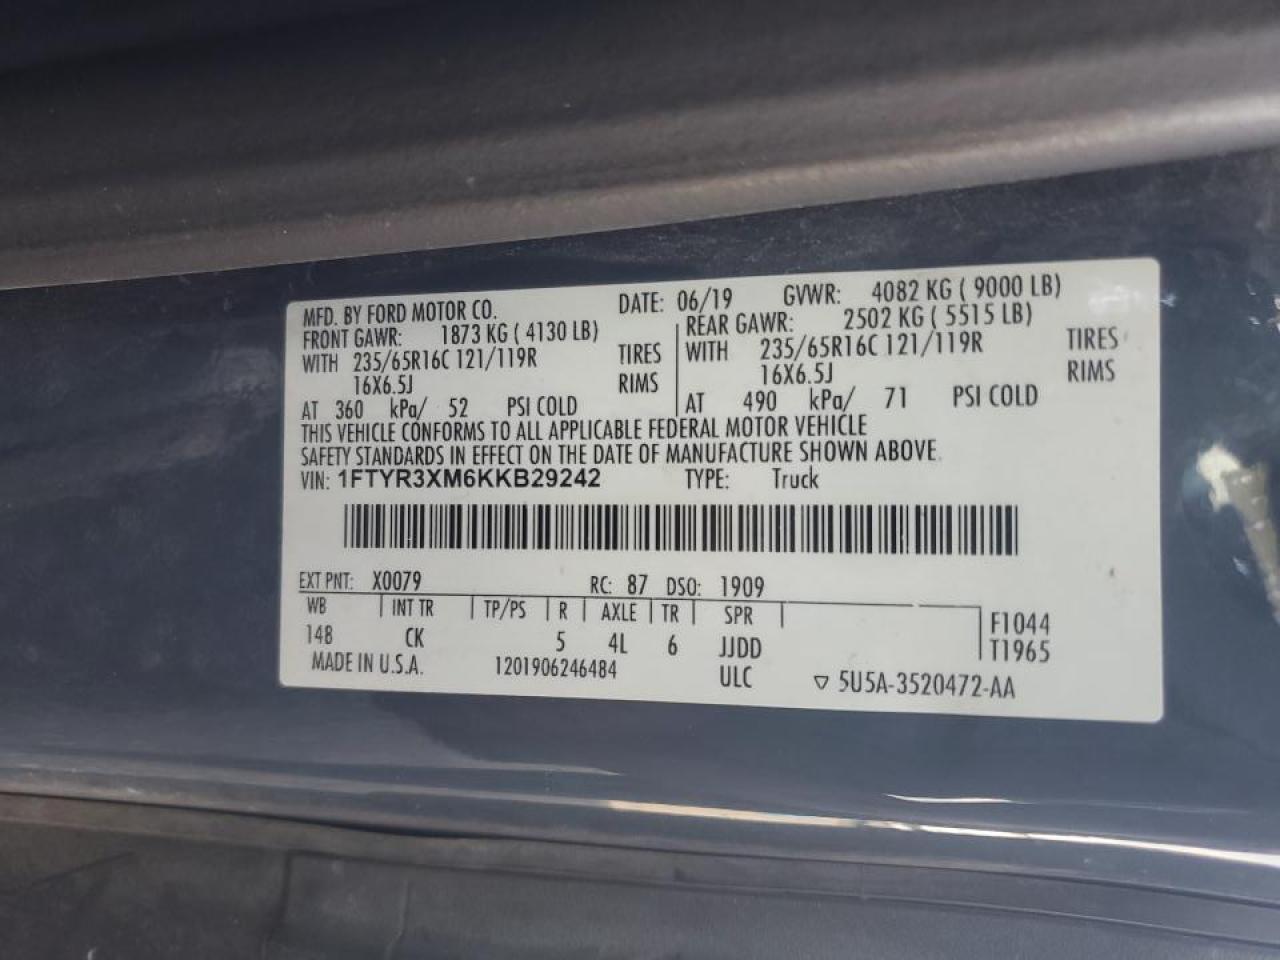 MFD. BY FORD MOTOR CO. DATE: 06/19 GVWR: 4082 KG ( 9000 LB)
FRONT GAWR: 1873 KG ( 4130 LB) REAR GAWR: 2502 KG ( 5515 LB)
WITH 235/65R16C 121/119R TIRES WITH 235/65R16C 121/119R TIRES
16X6.5J RIMS 16X6.5J RIMS
AT 360 kPa/ 52 PSI COLD AT 490 kPa/ 71 PSI COLD
THIS VEHICLE CONFORMS TO ALL APPLICABLE FEDERAL MOTOR VEHICLE
SAFETY STANDARDS IN EFFECT ON THE DATE OF MANUFACTURE SHOWN ABOVE.
VIN: 1FTYR3XM6KKB29242 TYPE: Truck
EXT PNT: X0079 RC: 87 DSO: 1909
WB INT TR TP/PS R AXLE TR SPR F1044
148 CK 5 4L 6 JJDD T1965
MADE IN U.S.A. 1201906246484 ULC ▽ 5U5A-3520472-AA